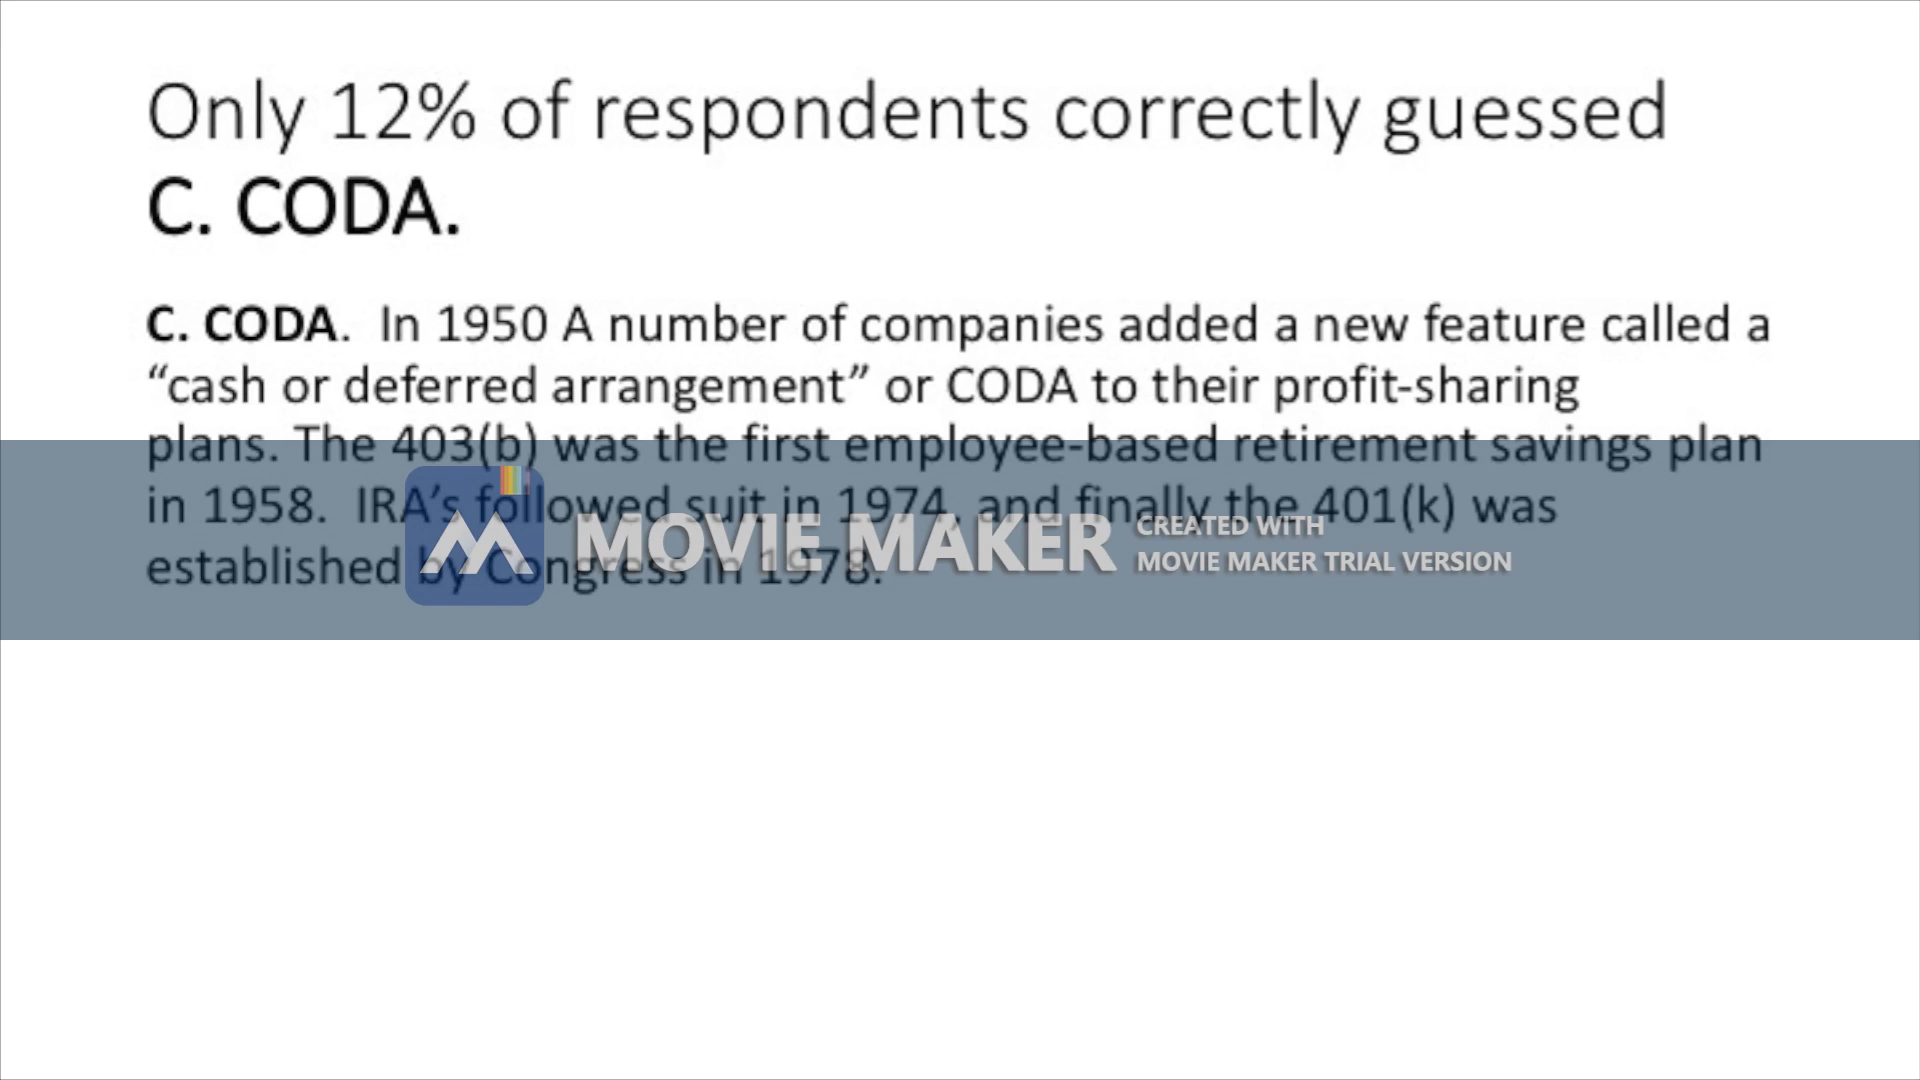 Only 12% of respondents correctly guessed
C. CODA.
C. CODA.  In 1950 A number of companies added a new feature called a
“cash or deferred arrangement” or CODA to their profit-sharing
plans. The 403(b) was the first employee-based retirement savings plan
in 1958.  IRA’s followed suit in 1974, and finally the 401(k) was
established by Congress in 1978.
MOVIE MAKER
CREATED WITH
MOVIE MAKER TRIAL VERSION